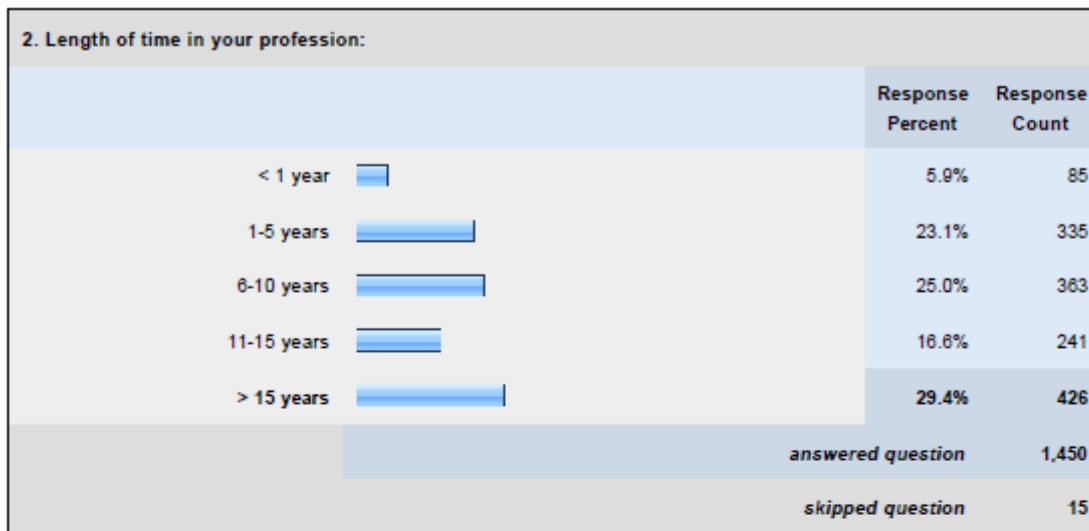 2. Length of time in your profession:
Response Percent
Response Count
< 1 year 5.9% 85
1-5 years 23.1% 335
6-10 years 25.0% 363
11-15 years 16.6% 241
> 15 years 29.4% 426
answered question 1,450
skipped question 15